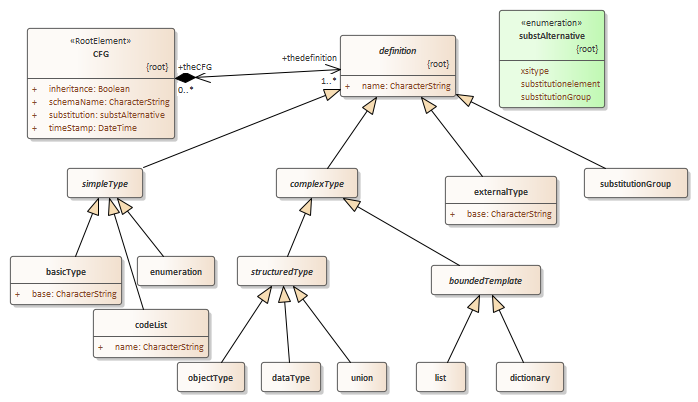 «RootElement»
CFG
{root}
+ inheritance: Boolean
+ schemaName: CharacterString
+ substitution: substAlternative
+ timeStamp: DateTime
+theCFG
0..*
+thedefinition
1..*
definition
{root}
+ name: CharacterString
«enumeration»
substAlternative
{root}
xsitype
substitutionelement
substitutionGroup
simpleType
complexType
externalType
+ base: CharacterString
substitutionGroup
basicType
+ base: CharacterString
enumeration
structuredType
boundedTemplate
codeList
+ name: CharacterString
objectType
dataType
union
list
dictionary